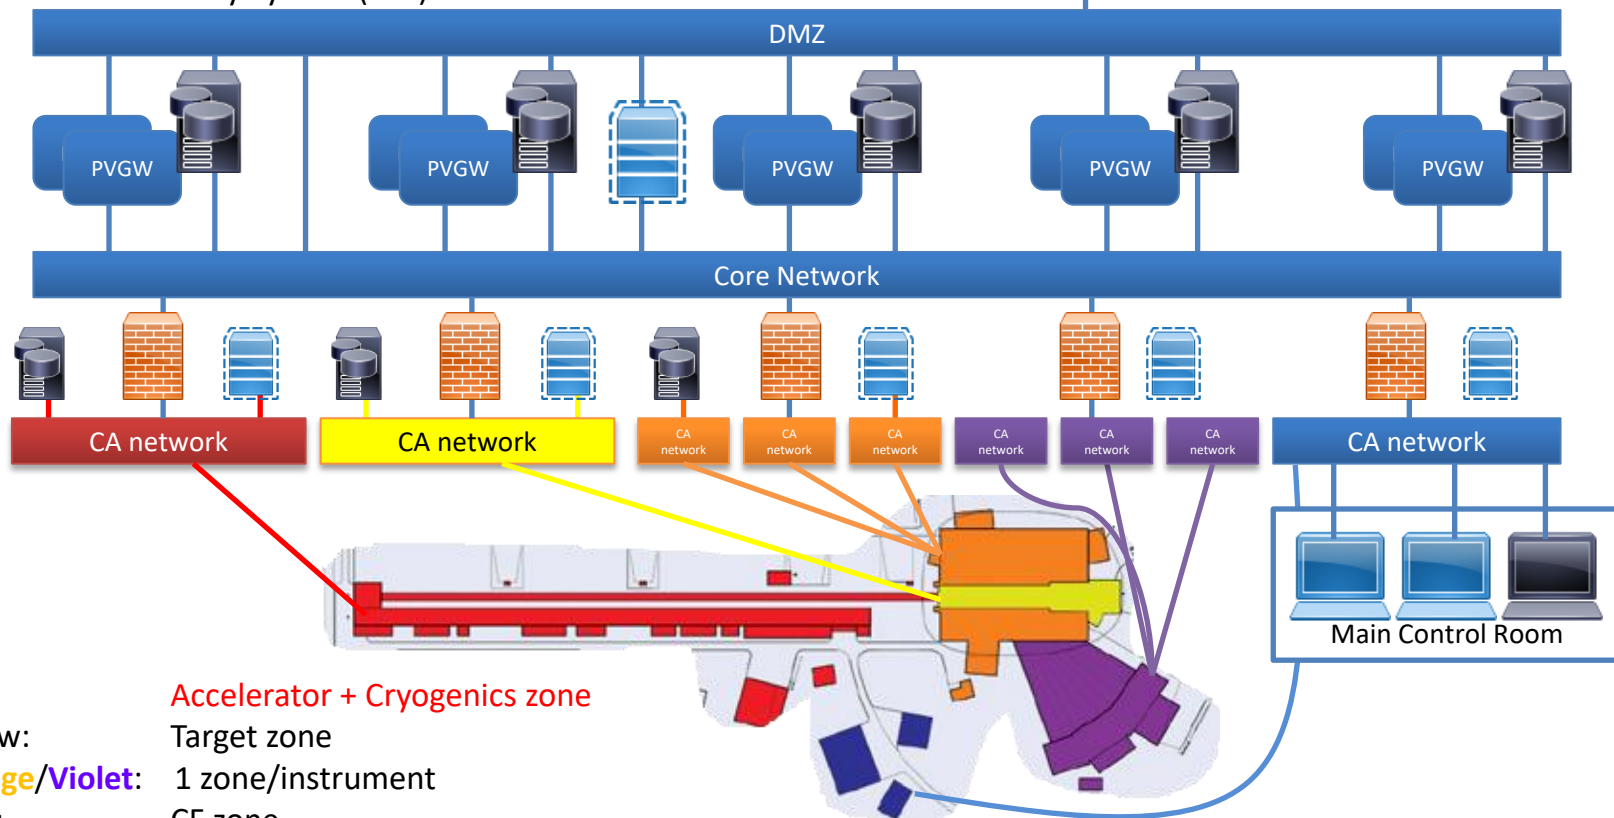 DMZ
PVGW PVGW PVGW PVGW PVGW
Core Network
CA network CA network CA network CA network CA network CA network CA network CA network CA network
Main Control Room
Accelerator + Cryogenics zone
w: Target zone
ge/Violet: 1 zone/instrument
CF zone